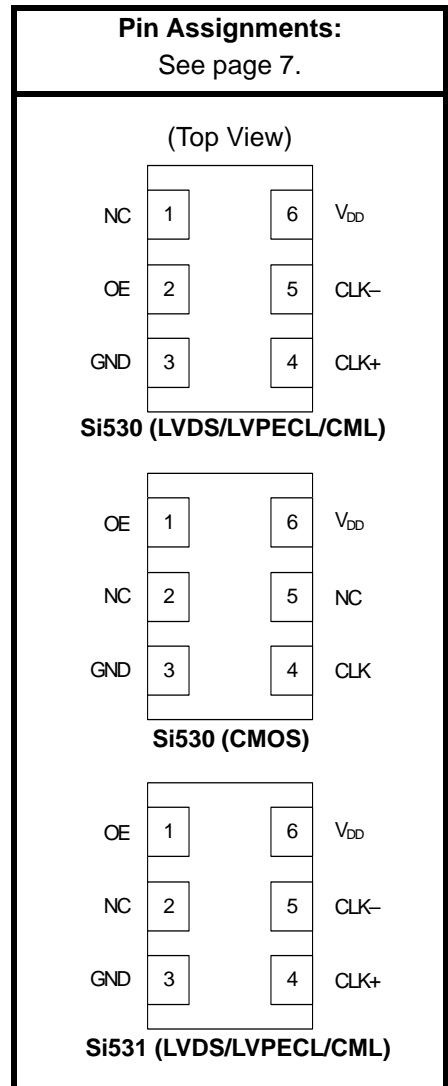 Pin Assignments:
See page 7.
(Top View)
NC 1 6 VDD
OE 2 5 CLK–
GND 3 4 CLK+
Si530 (LVDS/LVPECL/CML)
OE 1 6 VDD
NC 2 5 NC
GND 3 4 CLK
Si530 (CMOS)
OE 1 6 VDD
NC 2 5 CLK–
GND 3 4 CLK+
Si531 (LVDS/LVPECL/CML)